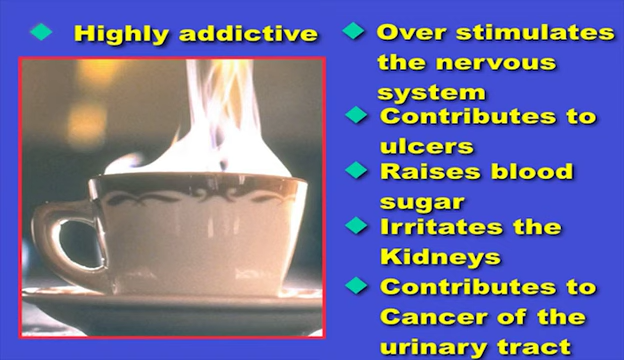 Highly addictive
Over stimulates
the nervous
system
Contributes to
ulcers
Raises blood
sugar
Irritates the
Kidneys
Contributes to
Cancer of the
urinary tract